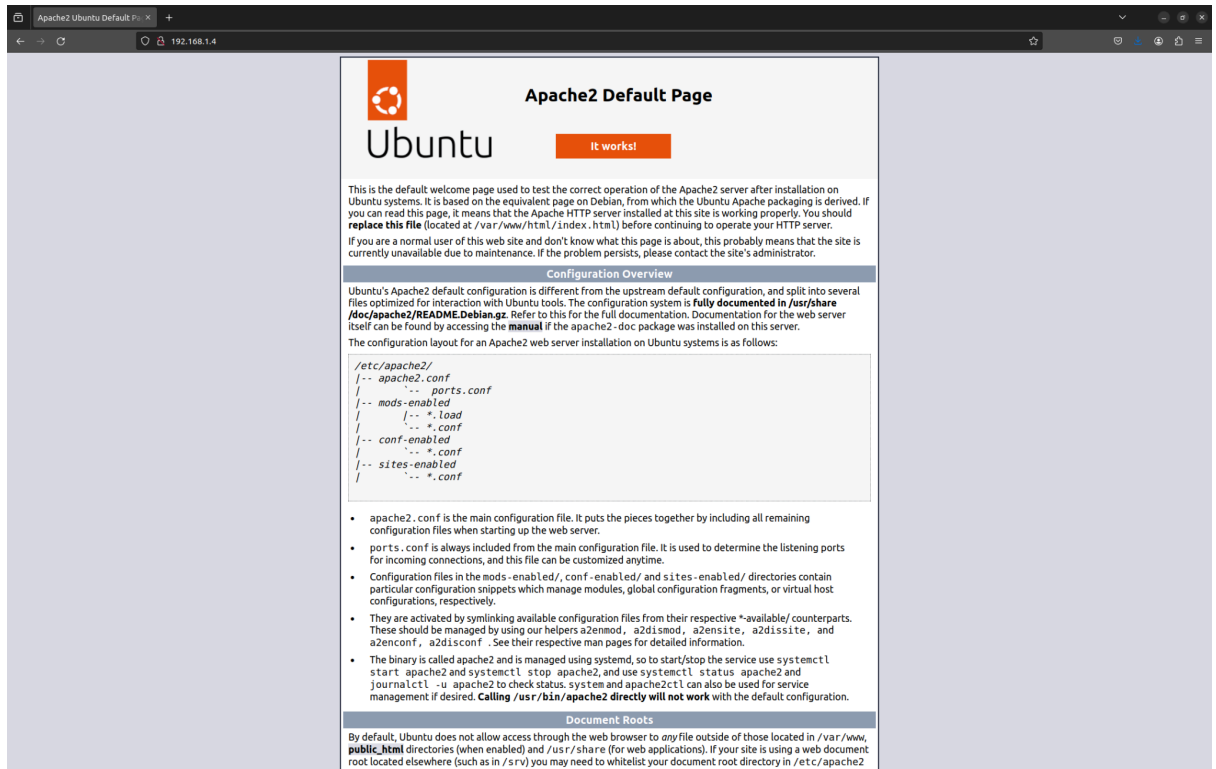 Apache2 Ubuntu Default Pa
192.168.1.4
Ubuntu
Apache2 Default Page
It works!
This is the default welcome page used to test the correct operation of the Apache2 server after installation on
Ubuntu systems. It is based on the equivalent page on Debian, from which the Ubuntu Apache packaging is derived. If
you can read this page, it means that the Apache HTTP server installed at this site is working properly. You should
replace this file (located at /var/www/html/index.html) before continuing to operate your HTTP server.
If you are a normal user of this web site and don't know what this page is about, this probably means that the site is
currently unavailable due to maintenance. If the problem persists, please contact the site's administrator.
Configuration Overview
Ubuntu's Apache2 default configuration is different from the upstream default configuration, and split into several
files optimized for interaction with Ubuntu tools. The configuration system is fully documented in /usr/share
/doc/apache2/README.Debian.gz. Refer to this for the full documentation. Documentation for the web server
itself can be found by accessing the manual if the apache2-doc package was installed on this server.
The configuration layout for an Apache2 web server installation on Ubuntu systems is as follows:
/etc/apache2/
|-- apache2.conf
|       `--  ports.conf
|-- mods-enabled
|       |-- *.load
|       `-- *.conf
|-- conf-enabled
|       `-- *.conf
|-- sites-enabled
|       `-- *.conf
• apache2.conf is the main configuration file. It puts the pieces together by including all remaining
configuration files when starting up the web server.
• ports.conf is always included from the main configuration file. It is used to determine the listening ports
for incoming connections, and this file can be customized anytime.
• Configuration files in the mods-enabled/, conf-enabled/ and sites-enabled/ directories contain
particular configuration snippets which manage modules, global configuration fragments, or virtual host
configurations, respectively.
• They are activated by symlinking available configuration files from their respective *-available/ counterparts.
These should be managed by using our helpers a2enmod, a2dismod, a2ensite, a2dissite, and
a2enconf, a2disconf . See their respective man pages for detailed information.
• The binary is called apache2 and is managed using systemd, so to start/stop the service use systemctl
start apache2 and systemctl stop apache2, and use systemctl status apache2 and
journalctl -u apache2 to check status. system and apache2ctl can also be used for service
management if desired. Calling /usr/bin/apache2 directly will not work with the default configuration.
Document Roots
By default, Ubuntu does not allow access through the web browser to any file outside of those located in /var/www,
public_html directories (when enabled) and /usr/share (for web applications). If your site is using a web document
root located elsewhere (such as in /srv) you may need to whitelist your document root directory in /etc/apache2